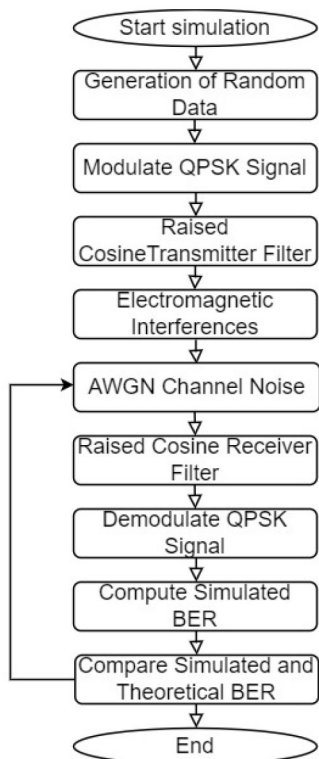 Start simulation
Generation of Random
Data
Modulate QPSK Signal
Raised
CosineTransmitter Filter
Electromagnetic
Interferences
AWGN Channel Noise
Raised Cosine Receiver
Filter
Demodulate QPSK
Signal
Compute Simulated
BER
Compare Simulated and
Theoretical BER
End